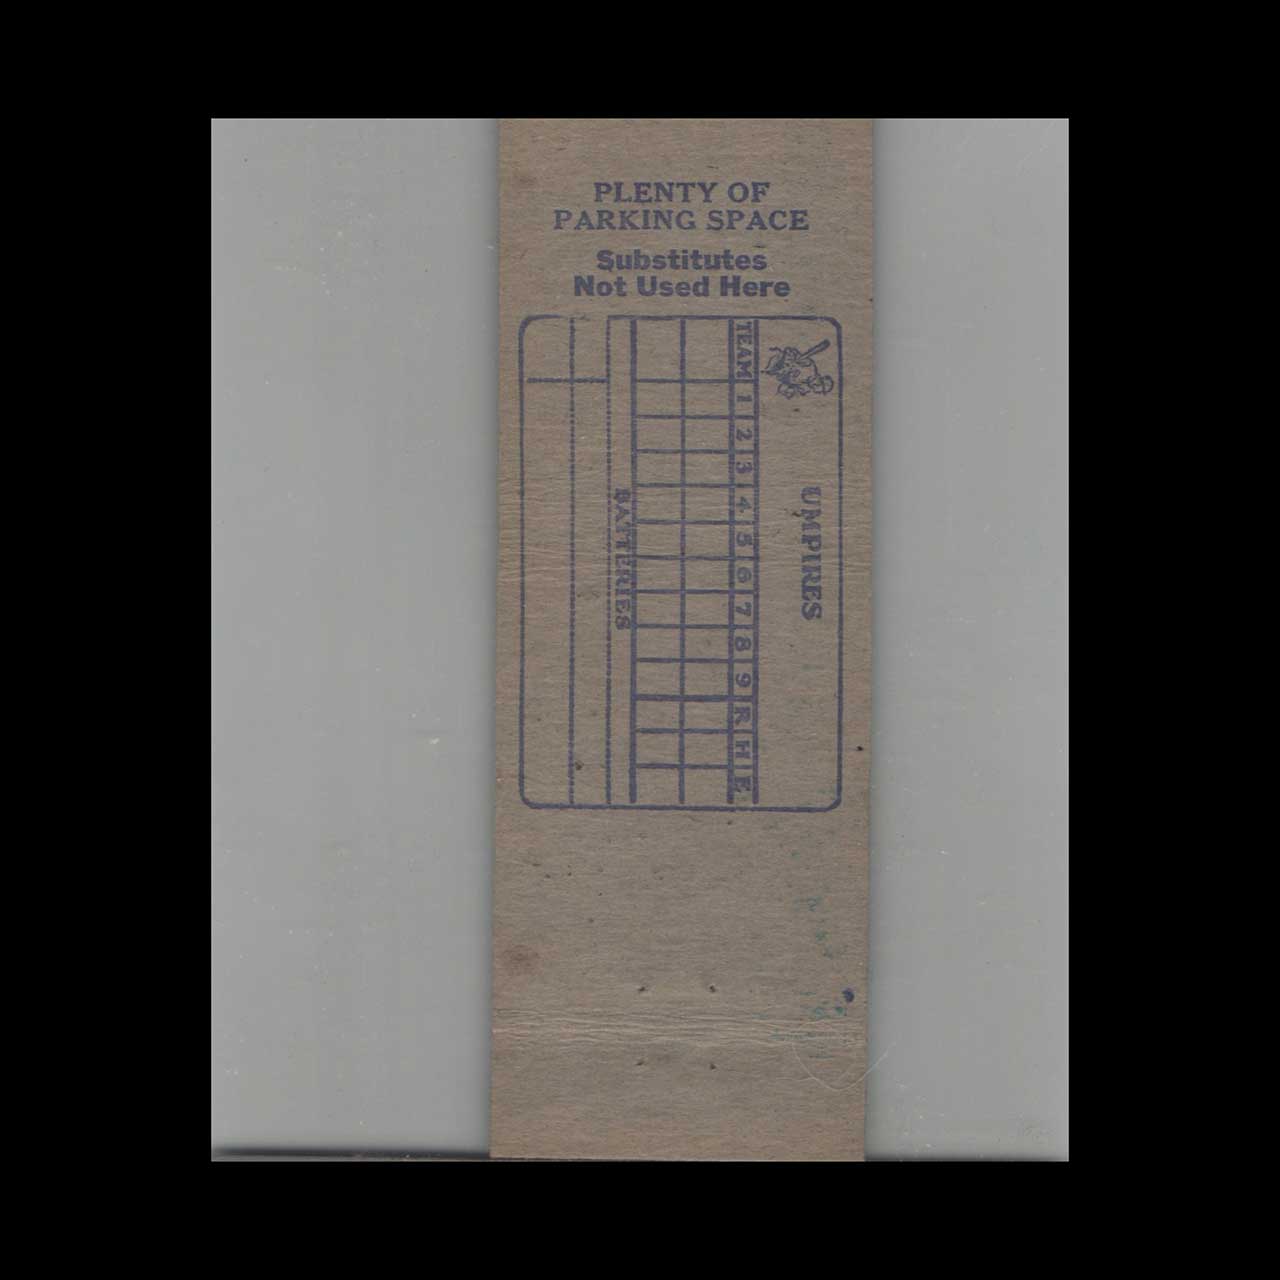 PLENTY OF
PARKING SPACE
Substitutes
Not Used Here
UMPIRES
TEAM 1 2 3 4 5 6 7 8 9 R H E
BATTERIES